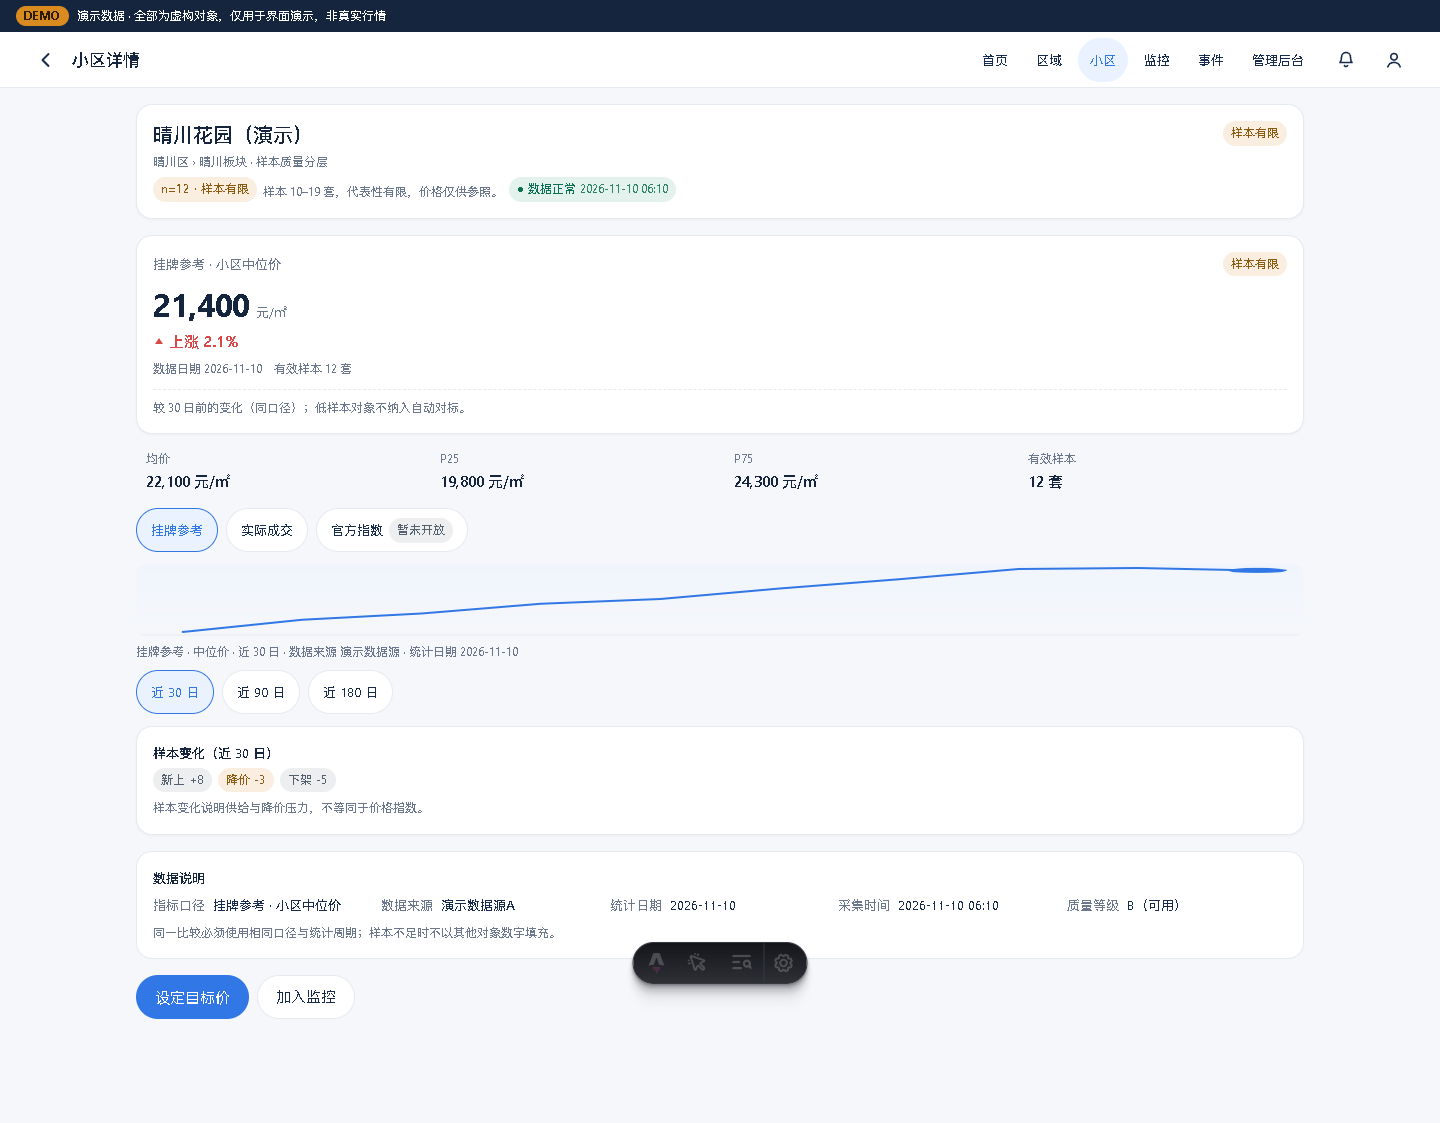 DEMO 演示数据 · 全部为虚构对象，仅用于界面演示，非真实行情
小区详情 首页 区域 小区 监控 事件 管理后台
晴川花园（演示） 样本有限
晴川区 › 晴川板块 · 样本质量分层
n=12 · 样本有限 样本 10–19 套，代表性有限，价格仅供参照。 ● 数据正常 2026-11-10 06:10
挂牌参考 · 小区中位价 样本有限
21,400 元/㎡
▲ 上涨 2.1%
数据日期 2026-11-10 有效样本 12 套
较 30 日前的变化（同口径）；低样本对象不纳入自动对标。
均价 P25 P75 有效样本
22,100 元/㎡ 19,800 元/㎡ 24,300 元/㎡ 12 套
挂牌参考 实际成交 官方指数 暂未开放
挂牌参考 · 中位价 · 近 30 日 · 数据来源 演示数据源 · 统计日期 2026-11-10
近 30 日 近 90 日 近 180 日
样本变化（近 30 日）
新上 +8 降价 -3 下架 -5
样本变化说明供给与降价压力，不等同于价格指数。
数据说明
指标口径 挂牌参考 · 小区中位价 数据来源 演示数据源A 统计日期 2026-11-10 采集时间 2026-11-10 06:10 质量等级 B（可用）
同一比较必须使用相同口径与统计周期；样本不足时不以其他对象数字填充。
设定目标价 加入监控